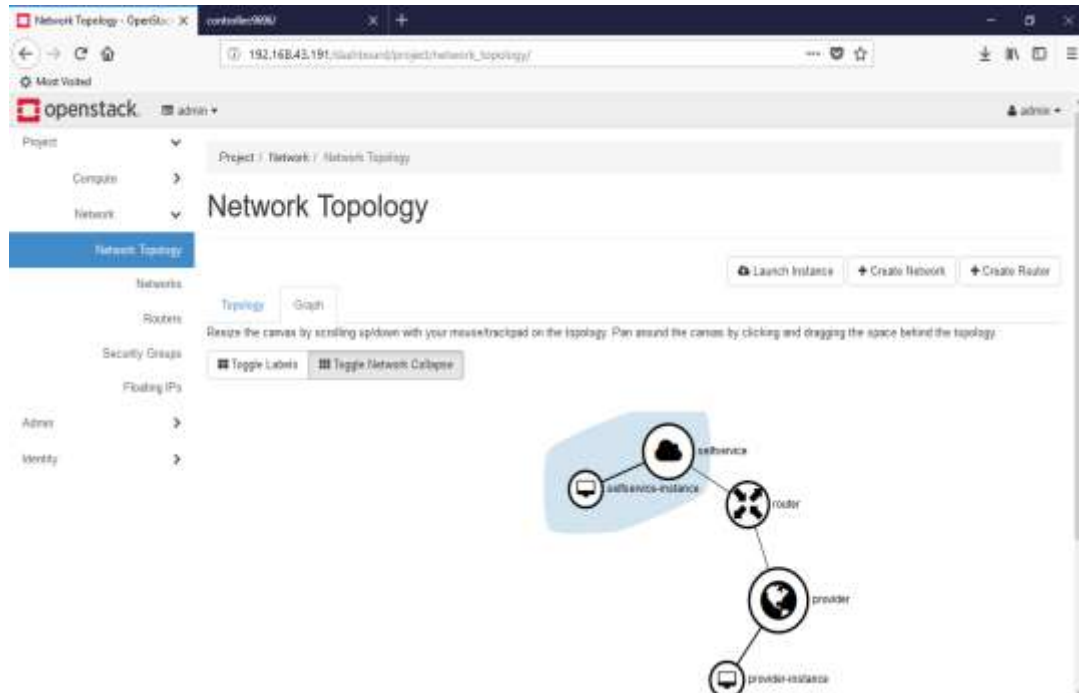 Network Topology - OpenStac
controller:9696/
192.168.43.191/dashboard/project/network_topology/
Most Visited
openstack. admin
admin
Project
Project / Network / Network Topology
Compute
Network Topology
Network
Network Topology
Launch Instance
Create Network
Create Router
Networks
Topology
Graph
Routers
Resize the canvas by scrolling up/down with your mouse/trackpad on the topology. Pan around the canvas by clicking and dragging the space behind the topology.
Security Groups
Toggle Labels
Toggle Network Collapse
Floating IPs
Admin
Identity
selfservice
selfservice-instance
router
provider
provider-instance